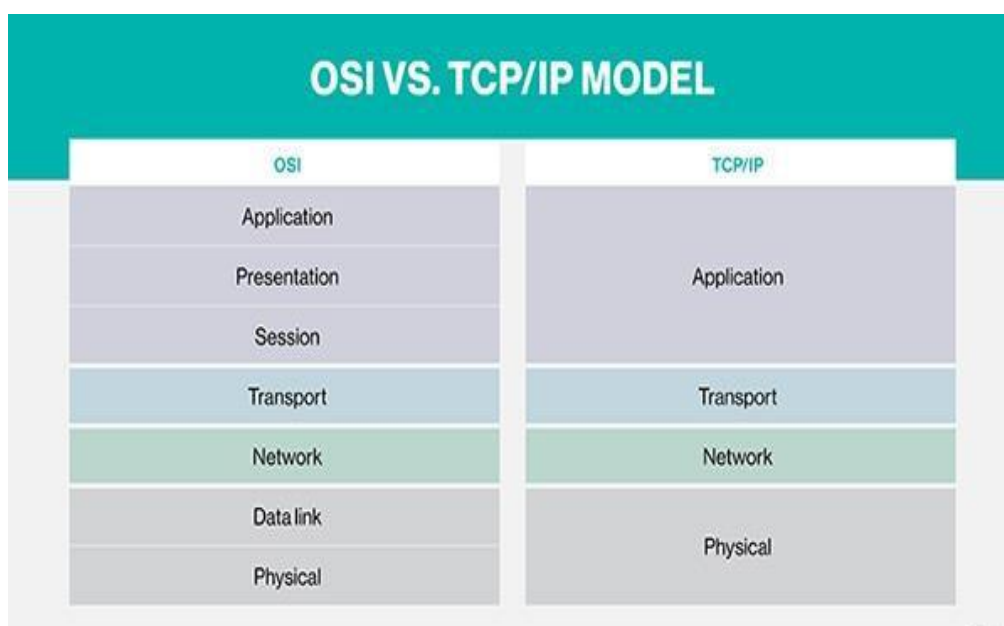 OSI VS. TCP/IP MODEL
OSI
TCP/IP
Application
Presentation
Session
Transport
Network
Data link
Physical
Application
Transport
Network
Physical